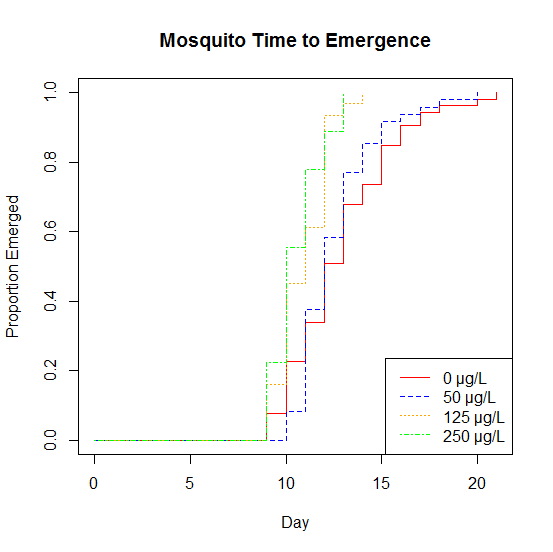 Mosquito Time to Emergence
Proportion Emerged
1.0
0.8
0.6
0.4
0.2
0.0
0 µg/L
50 µg/L
125 µg/L
250 µg/L
0 5 10 15 20
Day